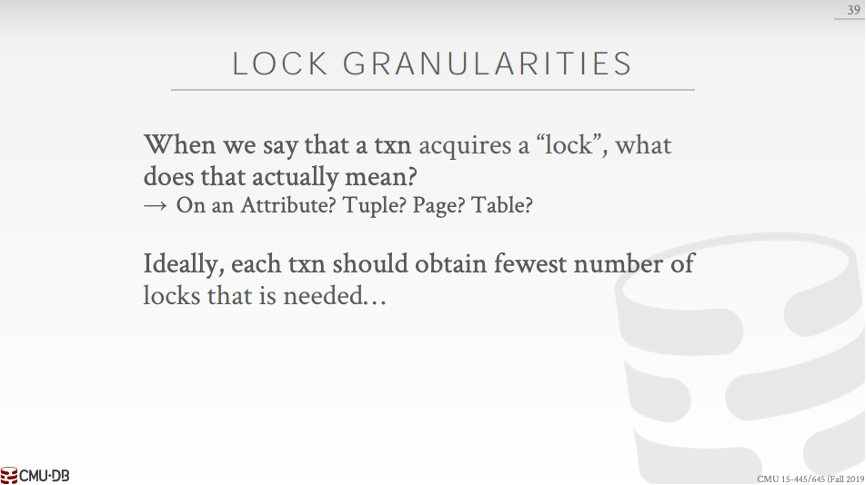 39
LOCK GRANULARITIES
When we say that a txn acquires a “lock”, what
does that actually mean?
→ On an Attribute? Tuple? Page? Table?
Ideally, each txn should obtain fewest number of
locks that is needed…
CMU·DB
CMU 15-445/645 (Fall 2019